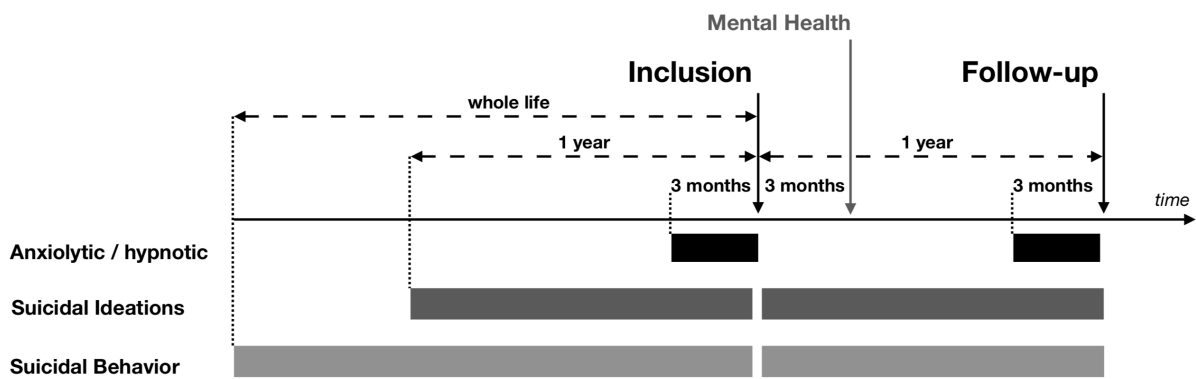 Mental Health
Inclusion
Follow-up
whole life
1 year
1 year
3 months
3 months
3 months
time
Anxiolytic / hypnotic
Suicidal Ideations
Suicidal Behavior